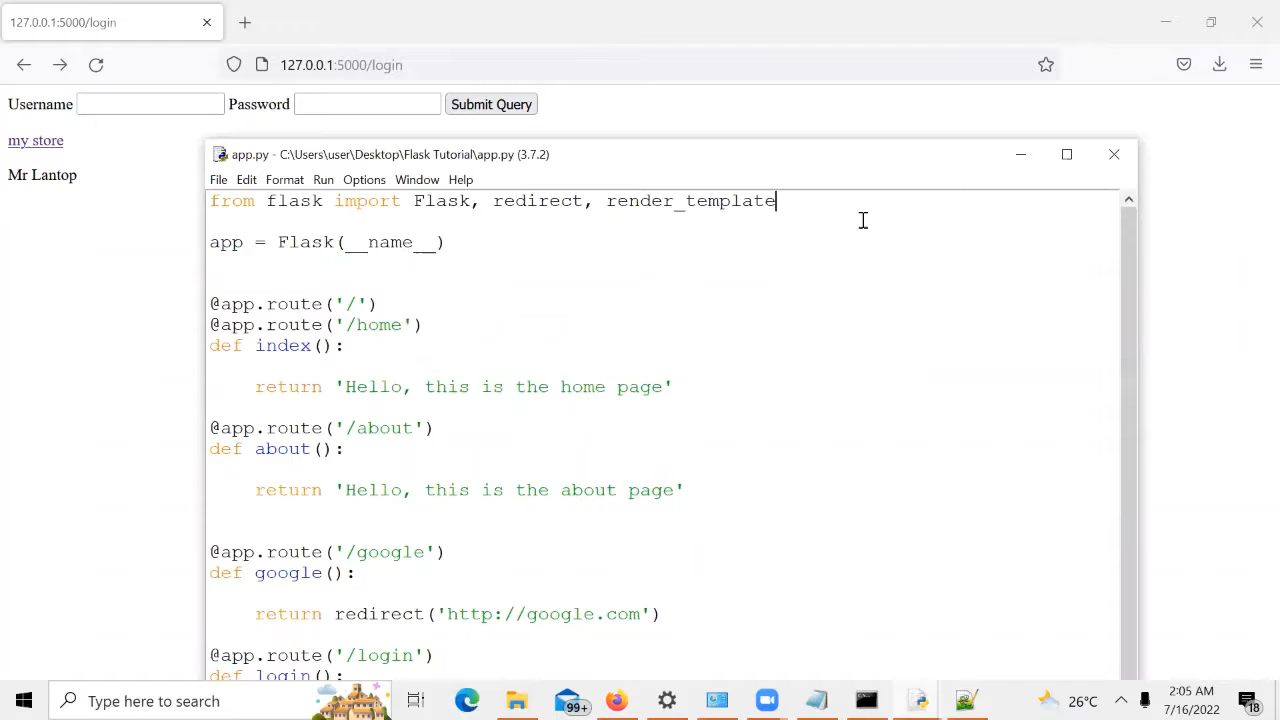 127.0.0.1:5000/login
127.0.0.1:5000/login
Username Password Submit Query
my store
Mr Lantop
app.py - C:\Users\user\Desktop\Flask Tutorial\app.py (3.7.2)
File Edit Format Run Options Window Help
from flask import Flask, redirect, render_template
app = Flask(__name__)
@app.route('/')
@app.route('/home')
def index():
return 'Hello, this is the home page'
@app.route('/about')
def about():
return 'Hello, this is the about page'
@app.route('/google')
def google():
return redirect('http://google.com')
@app.route('/login')
def login():
Type here to search
99+
26°C
2:05 AM
7/16/2022
18